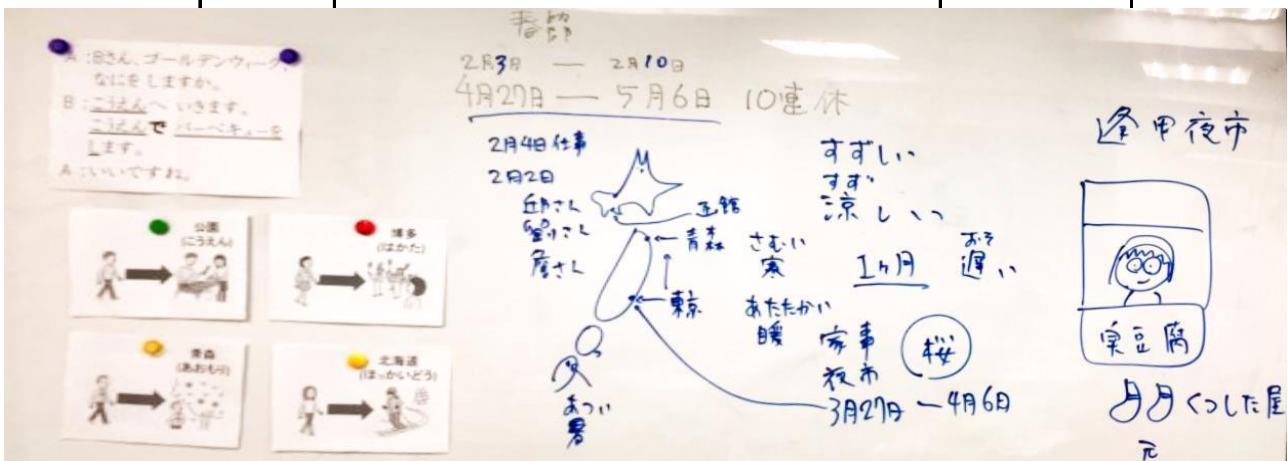 A：Bさん、ゴールデンウィーク、
なにをしますか。
B：こうえんへ いきます。
こうえんで バーベキューを
します。
A：いいですね。
公園
(こうえん)
博多
(はかた)
青森
(あおもり)
北海道
(ほっかいどう)
春節
2月3日 — 2月10日
4月27日 — 5月6日 10連休
2月4日 仕事
2月2日
丘さん
詹さん
函館
青森
東京
さむい
寒
あたたかい
暖
あつい
暑
すずしい
すず
涼しい
1ヶ月
おそ
遅い
家事
夜市
桜
3月27日 — 4月6日
逢甲夜市
臭豆腐
くつした屋
元